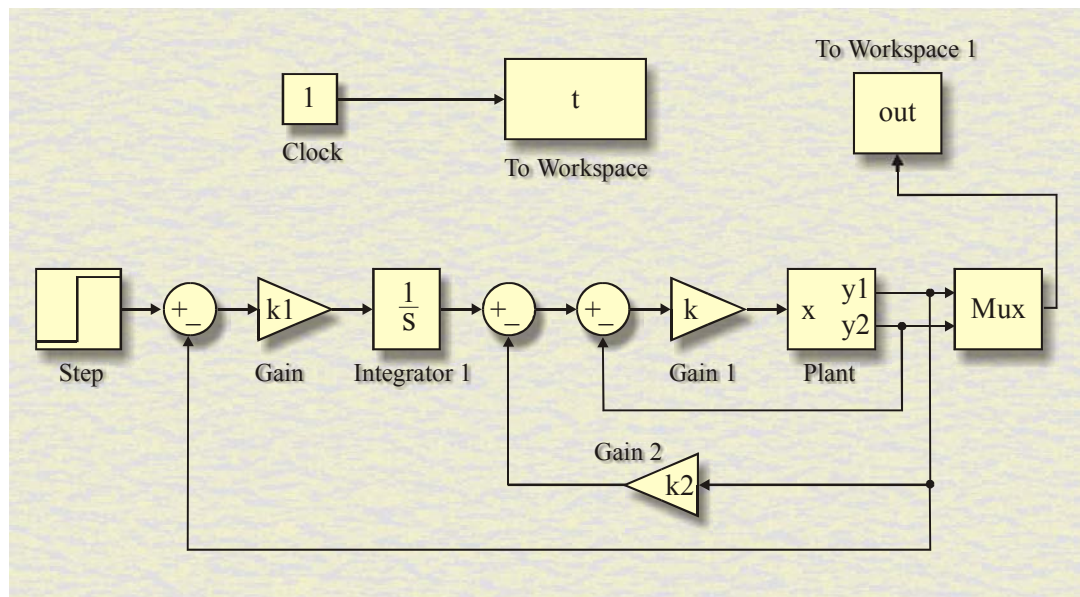 To Workspace 1
1
t
out
Clock
To Workspace
+
−
k1
1
s
+
−
+
−
k
x
y1
y2
Mux
Step
Gain
Integrator 1
Gain 1
Plant
Gain 2
k2